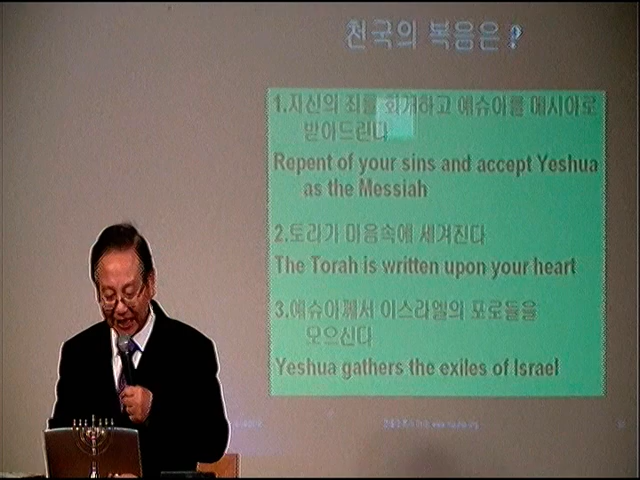 천국의 복음은?
1.자신의 죄를 회개하고 예슈아를 메시아로
받아드린다
Repent of your sins and accept Yeshua
as the Messiah
2.토라가 마음속에 세겨진다
The Torah is written upon your heart
3.예슈아께서 이스라엘의 포로들을
모으신다
Yeshua gathers the exiles of Israel